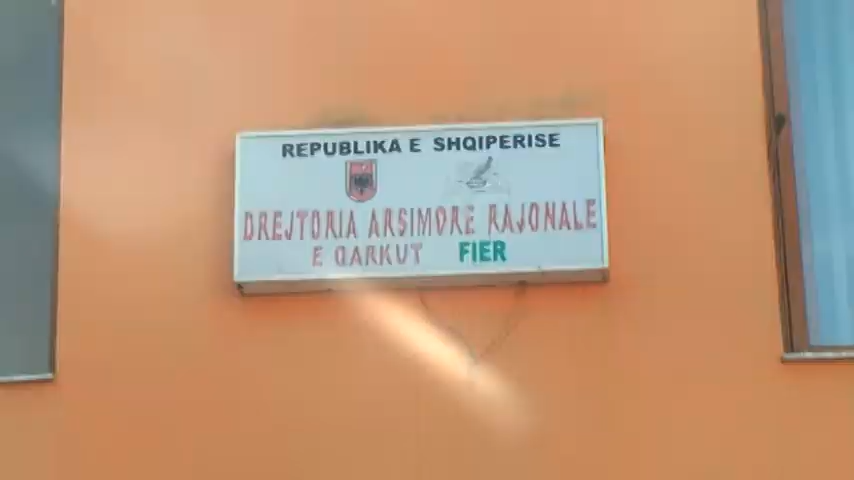 REPUBLIKA E SHQIPERISE
DREJTORIA ARSIMORE RAJONALE
E QARKUT FIER